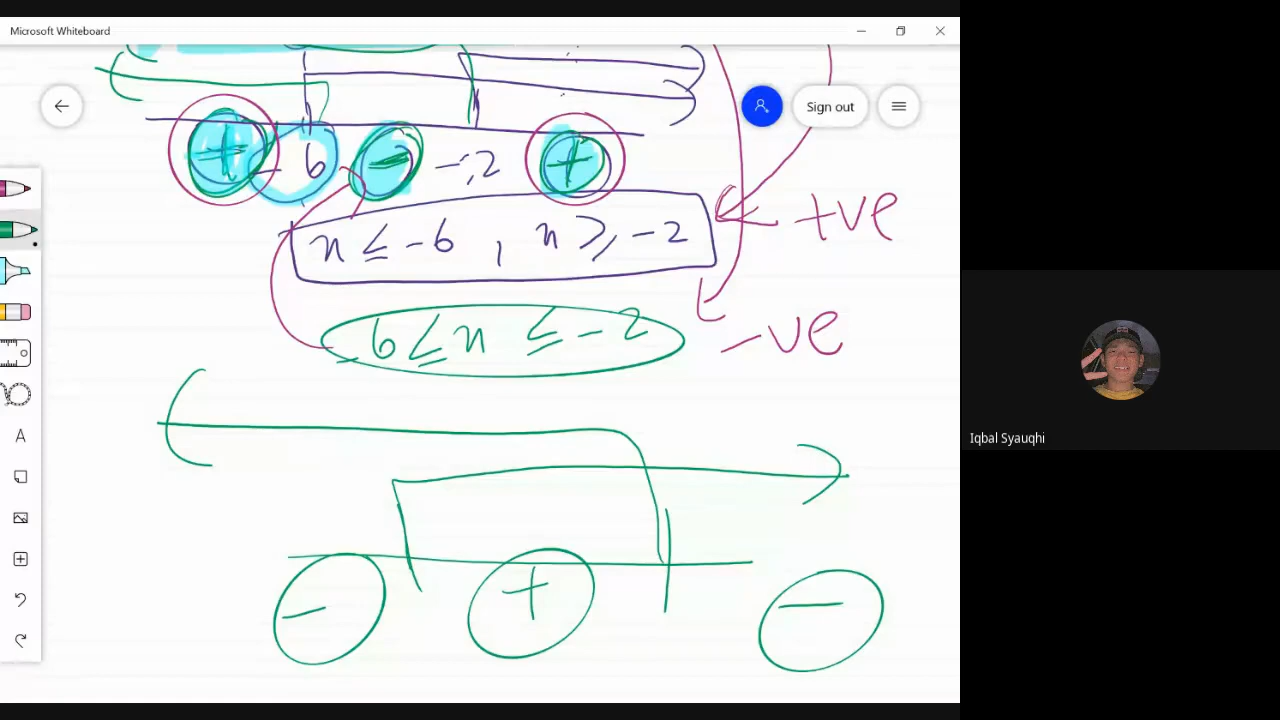 Microsoft Whiteboard
Sign out
+ -6 - -2 +
x ≤ -6 , x ≥ -2
+ve
-6 ≤ x ≤ -2
-ve
- + -
A
Iqbal Syauqhi